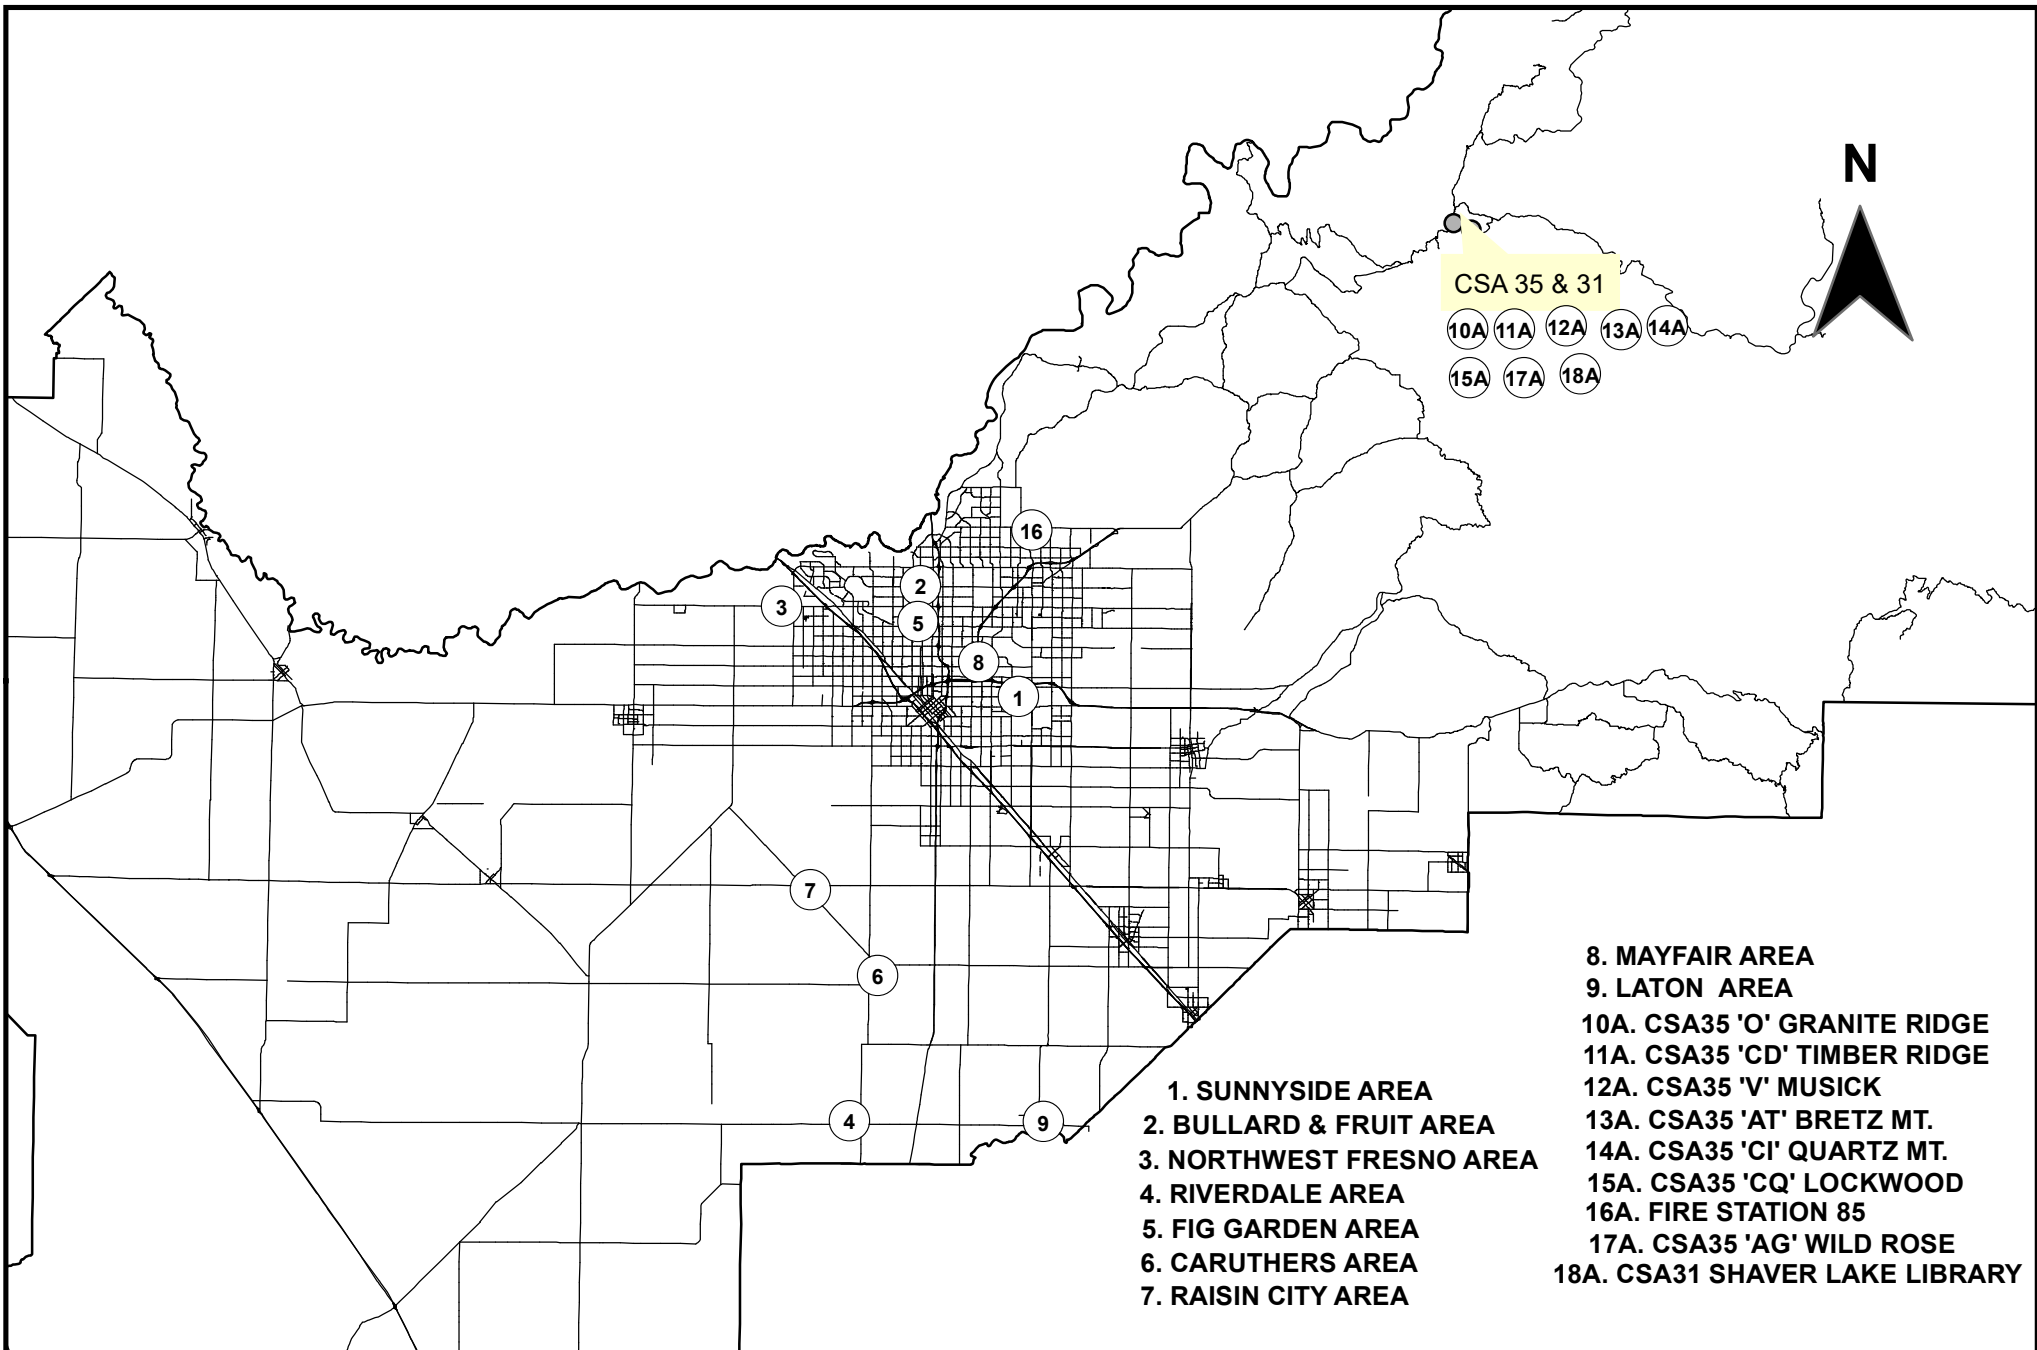 N
CSA 35 & 31
10A 11A 12A 13A 14A
15A 17A 18A
16
2
3
5
8
1
7
6
4
9
1. SUNNYSIDE AREA
2. BULLARD & FRUIT AREA
3. NORTHWEST FRESNO AREA
4. RIVERDALE AREA
5. FIG GARDEN AREA
6. CARUTHERS AREA
7. RAISIN CITY AREA
8. MAYFAIR AREA
9. LATON AREA
10A. CSA35 'O' GRANITE RIDGE
11A. CSA35 'CD' TIMBER RIDGE
12A. CSA35 'V' MUSICK
13A. CSA35 'AT' BRETZ MT.
14A. CSA35 'CI' QUARTZ MT.
15A. CSA35 'CQ' LOCKWOOD
16A. FIRE STATION 85
17A. CSA35 'AG' WILD ROSE
18A. CSA31 SHAVER LAKE LIBRARY